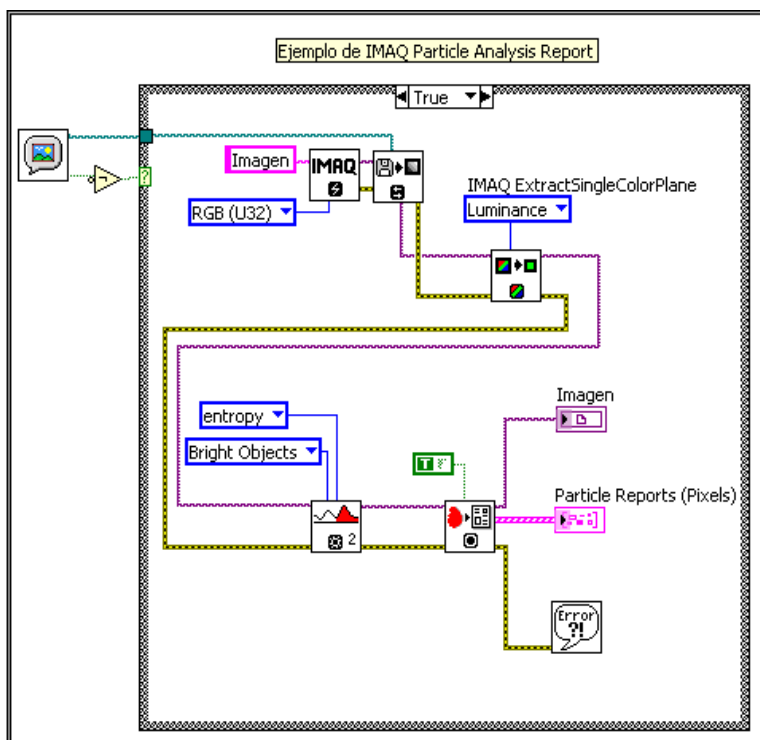 Ejemplo de IMAQ Particle Analysis Report
True
?
Imagen
IMAQ
RGB (U32)
IMAQ ExtractSingleColorPlane
Luminance
entropy
Bright Objects
2
T
Imagen
Particle Reports (Pixels)
Error
?!